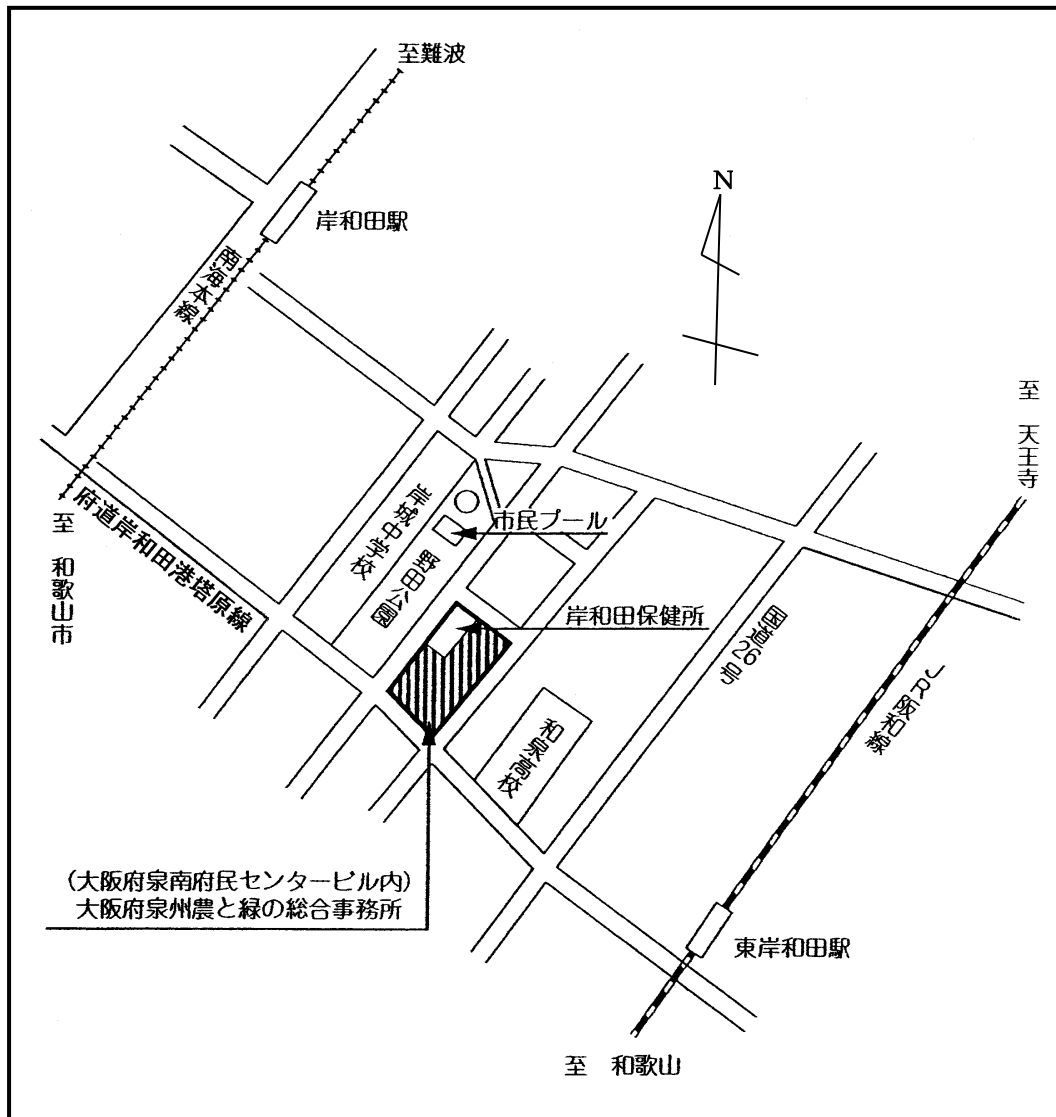 至難波
N
岸和田駅
南海本線
至 天王寺
岸城中学校
市民プール
野田公園
至 和歌山市
府道岸和田港塔原線
岸和田保健所
国道26号
JR阪和線
和泉高校
(大阪府泉南府民センタービル内)
大阪府泉州農と緑の総合事務所
東岸和田駅
至 和歌山